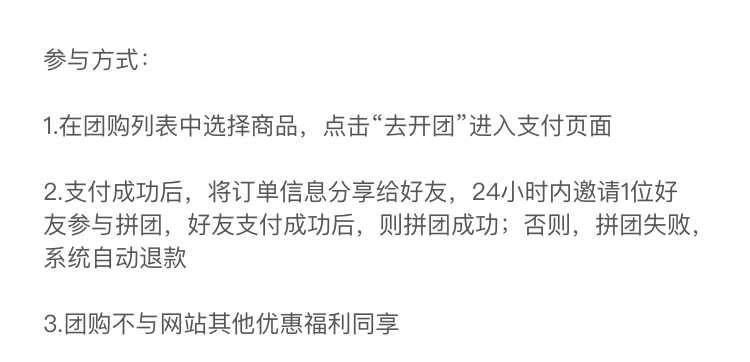 参与方式：
1.在团购列表中选择商品，点击“去开团”进入支付页面
2.支付成功后，将订单信息分享给好友，24小时内邀请1位好
友参与拼团，好友支付成功后，则拼团成功；否则，拼团失败，
系统自动退款
3.团购不与网站其他优惠福利同享